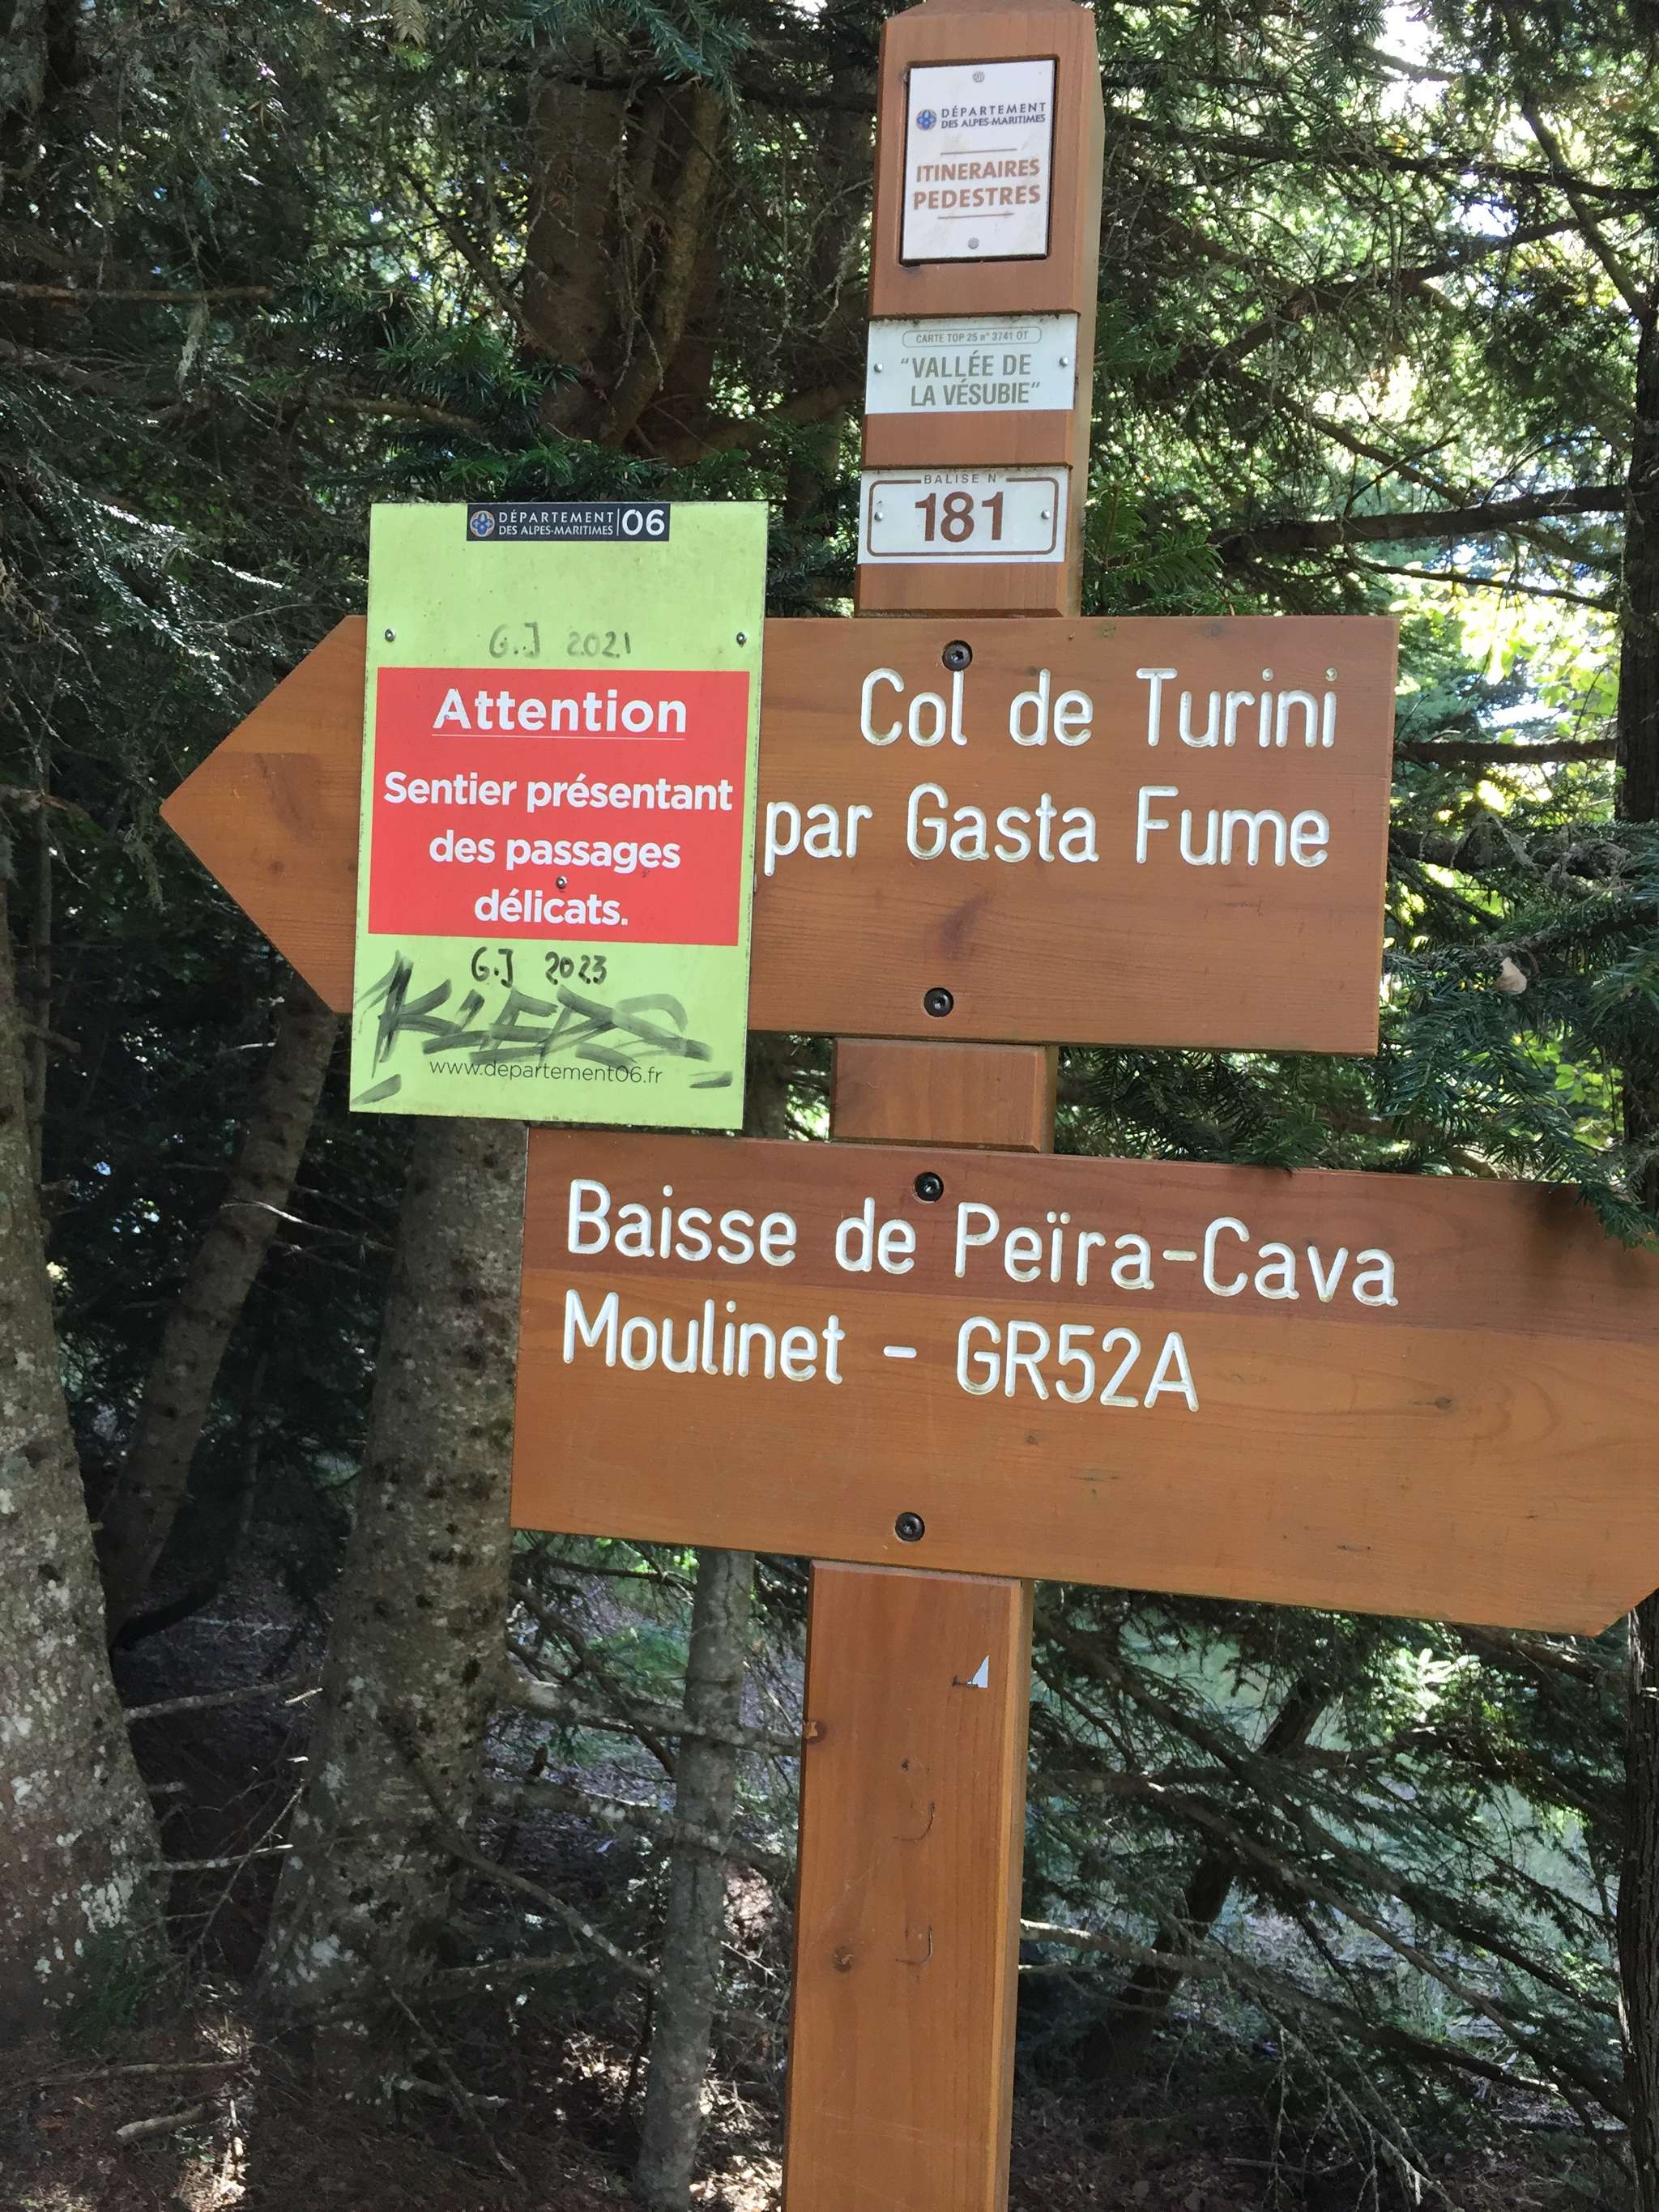 DÉPARTEMENT
DES ALPES-MARITIMES
ITINERAIRES
PEDESTRES
CARTE TOP 25 n° 3741 OT
"VALLÉE DE
LA VÉSUBIE"
BALISE N°
181
DÉPARTEMENT 06
DES ALPES-MARITIMES
G.J 2021
Attention
Sentier présentant
des passages
délicats.
G.J 2023
www.departement06.fr
Col de Turini
par Gasta Fume
Baisse de Peïra-Cava
Moulinet - GR52A